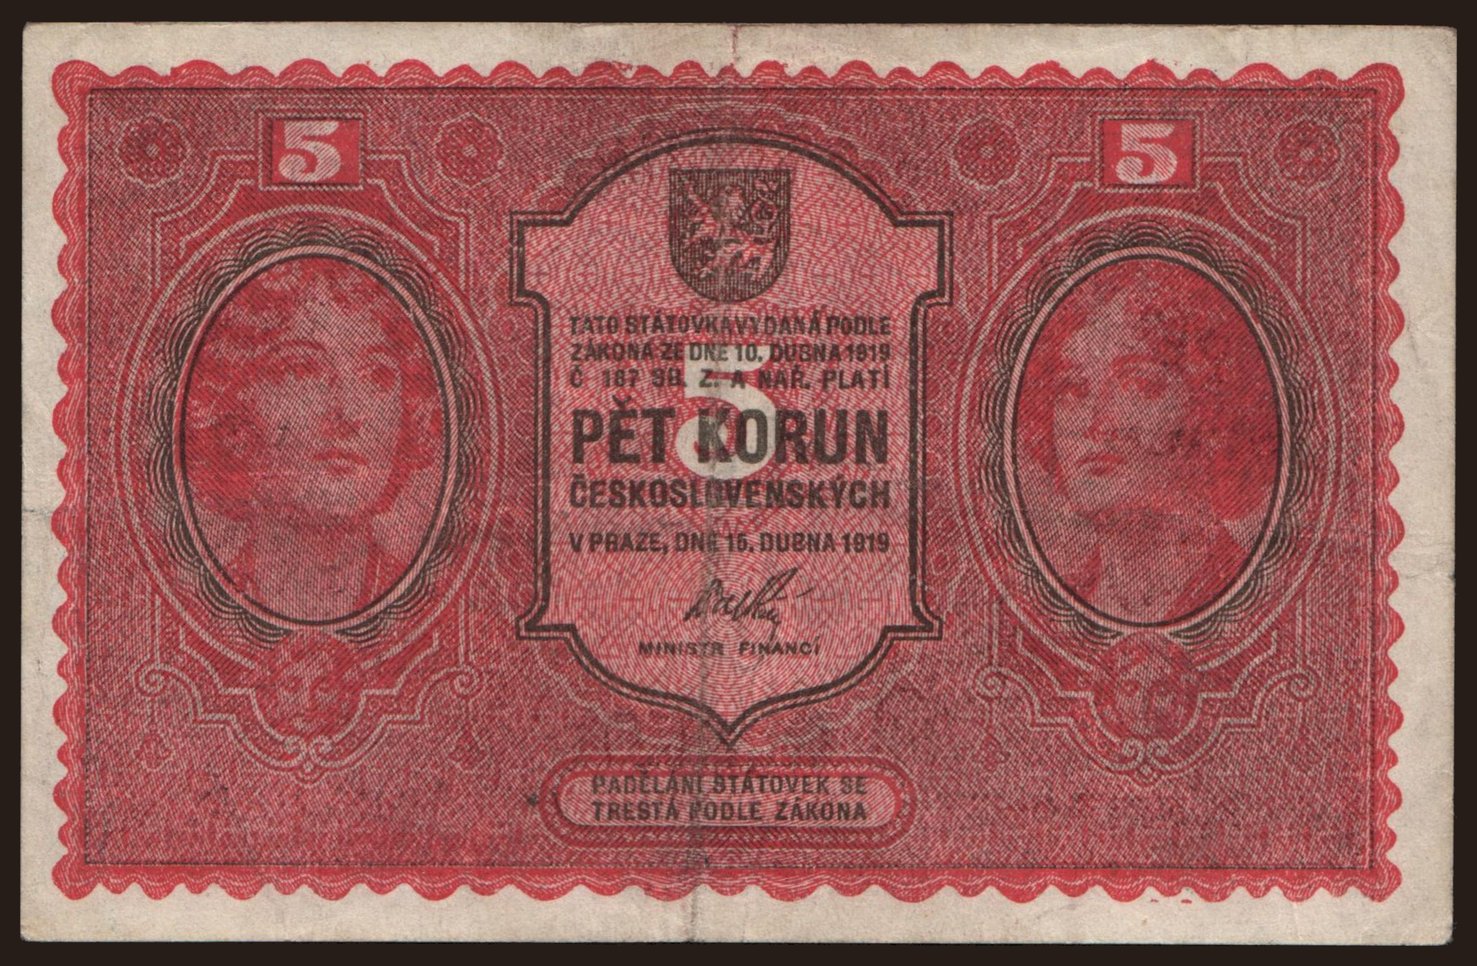 5 5
TATO STÁTOVKA VYDANÁ PODLE
ZÁKONA ZE DNE 10. DUBNA 1919
Č 187 SB. Z. A NAŘ. PLATÍ
5
PĚT KORUN
ČESKOSLOVENSKÝCH
V PRAZE, DNE 15. DUBNA 1919
MINISTR FINANCÍ
PADĚLÁNÍ STÁTOVEK SE
TRESTÁ PODLE ZÁKONA